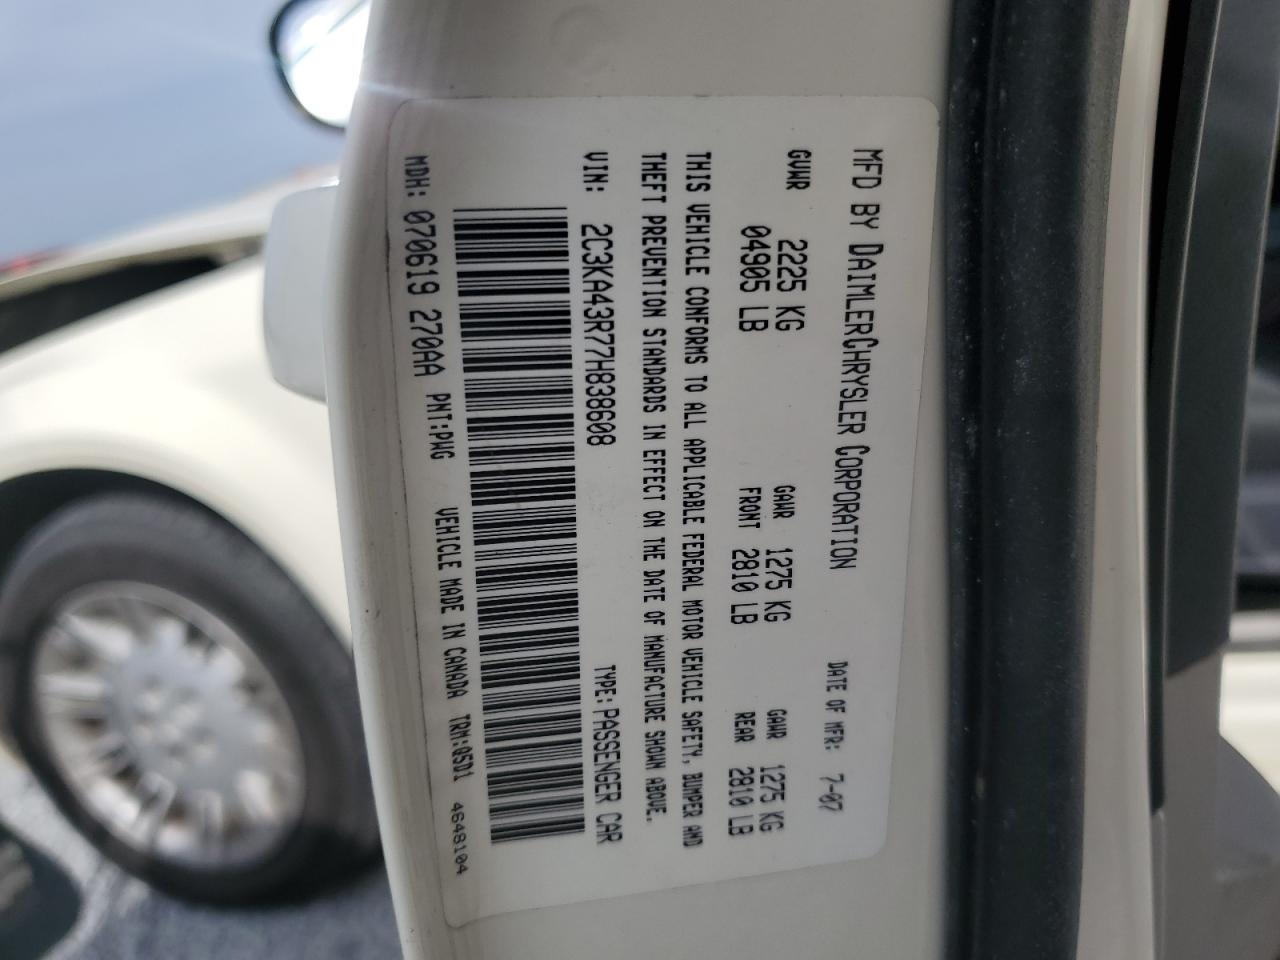 MFD BY DAIMLERCHRYSLER CORPORATION DATE OF MFR: 7-07
GVWR 2225 KG GAWR 1275 KG GAWR 1275 KG
04905 LB FRONT 2810 LB REAR 2810 LB
THIS VEHICLE CONFORMS TO ALL APPLICABLE FEDERAL MOTOR VEHICLE SAFETY, BUMPER AND
THEFT PREVENTION STANDARDS IN EFFECT ON THE DATE OF MANUFACTURE SHOWN ABOVE.
VIN: 2C3KA43R77H838608 TYPE: PASSENGER CAR
MDH: 070619 270AA PNT:PWG VEHICLE MADE IN CANADA TRM:Q5D1 4648104